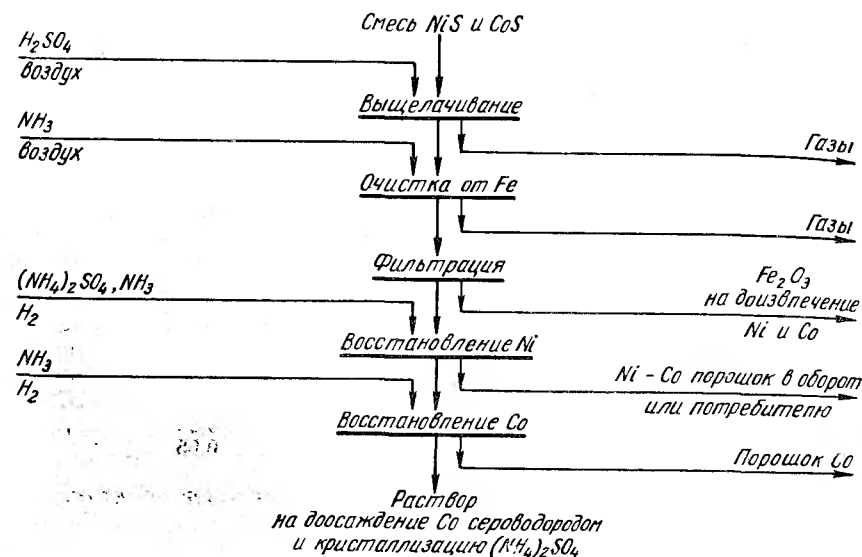 Смесь NiS и CoS
H₂SO₄
воздух
Выщелачивание
NH₃
воздух
Газы
Очистка от Fe
Газы
Фильтрация
(NH₄)₂SO₄, NH₃
H₂
Fe₂O₃
на доизвлечение
Ni и Co
Восстановление Ni
NH₃
H₂
Ni – Co порошок в оборот
или потребителю
Восстановление Co
Порошок Co
Раствор
на доосаждение Co сероводородом
и кристаллизацию (NH₄)₂SO₄